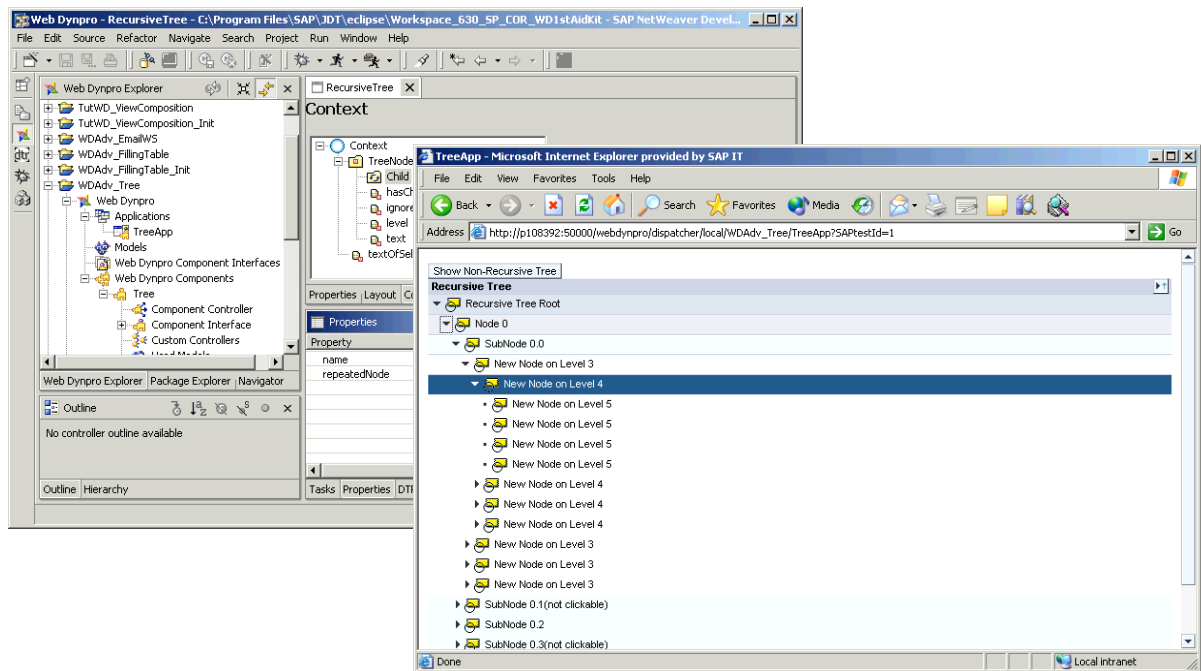 Web Dynpro - RecursiveTree - C:\Program Files\SAP\JDT\eclipse\Workspace_630_SP_COR_WD1stAidKit - SAP NetWeaver Devel...
File Edit Source Refactor Navigate Search Project Run Window Help
Web Dynpro Explorer
TutWD_ViewComposition
TutWD_ViewComposition_Init
WDAdv_EmailWS
WDAdv_FillingTable
WDAdv_FillingTable_Init
WDAdv_Tree
Web Dynpro
Applications
TreeApp
Models
Web Dynpro Component Interfaces
Web Dynpro Components
Tree
Component Controller
Component Interface
Custom Controllers
Web Dynpro Explorer Package Explorer Navigator
Outline
No controller outline available
Outline Hierarchy
RecursiveTree
Context
Context
TreeNode
Child
hasCh
ignore
level
text
textOfSel
Properties Layout Co
Properties
Property
name
repeatedNode
Tasks Properties DTR
TreeApp - Microsoft Internet Explorer provided by SAP IT
File Edit View Favorites Tools Help
Back Search Favorites Media
Address http://p108392:50000/webdynpro/dispatcher/local/WDAdv_Tree/TreeApp?SAPtestId=1 Go
Show Non-Recursive Tree
Recursive Tree
Recursive Tree Root
Node 0
SubNode 0.0
New Node on Level 3
New Node on Level 4
New Node on Level 5
New Node on Level 5
New Node on Level 5
New Node on Level 5
New Node on Level 4
New Node on Level 4
New Node on Level 4
New Node on Level 3
New Node on Level 3
New Node on Level 3
SubNode 0.1(not clickable)
SubNode 0.2
SubNode 0.3(not clickable)
Done Local intranet